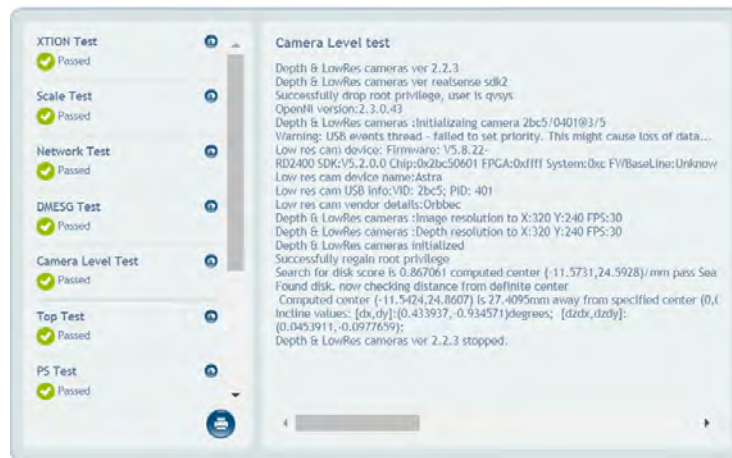 XTION Test
Passed
Scale Test
Passed
Network Test
Passed
DMESG Test
Passed
Camera Level Test
Passed
Top Test
Passed
PS Test
Passed
Camera Level test
Depth & LowRes cameras ver 2.2.3
Depth & LowRes cameras ver realsense sdk2
Successfully drop root privilege, user is qvsys
OpenNI version:2.3.0.43
Depth & LowRes cameras :Initializaing camera 2bc5/0401@3/5
Warning: USB events thread - failed to set priority. This might cause loss of data...
Low res cam device: Firmware: V5.8.22-
RD2400 SDK:V5.2.0.0 Chip:0x2bc50601 FPGA:0xffff System:0xc FWBaseLine:Unknow
Low res cam device name:Astra
Low res cam USB info:VID: 2bc5; PID: 401
Low res cam vendor details:Orbbec
Depth & LowRes cameras :Image resolution to X:320 Y:240 FPS:30
Depth & LowRes cameras :Depth resolution to X:320 Y:240 FPS:30
Depth & LowRes cameras initialized
Successfully regain root privilege
Search for disk score is 0.867061 computed center (-11.5731,24.5928)/mm pass Sea
Found disk. now checking distance from definite center
Computed center (-11.5424,24.8607) is 27.4095mm away from specified center (0,(
Incline values: [dx,dy]:(0.433937,-0.934571)degrees; [dzdx,dzdy]:
(0.0453911,-0.0977659);
Depth & LowRes cameras ver 2.2.3 stopped.